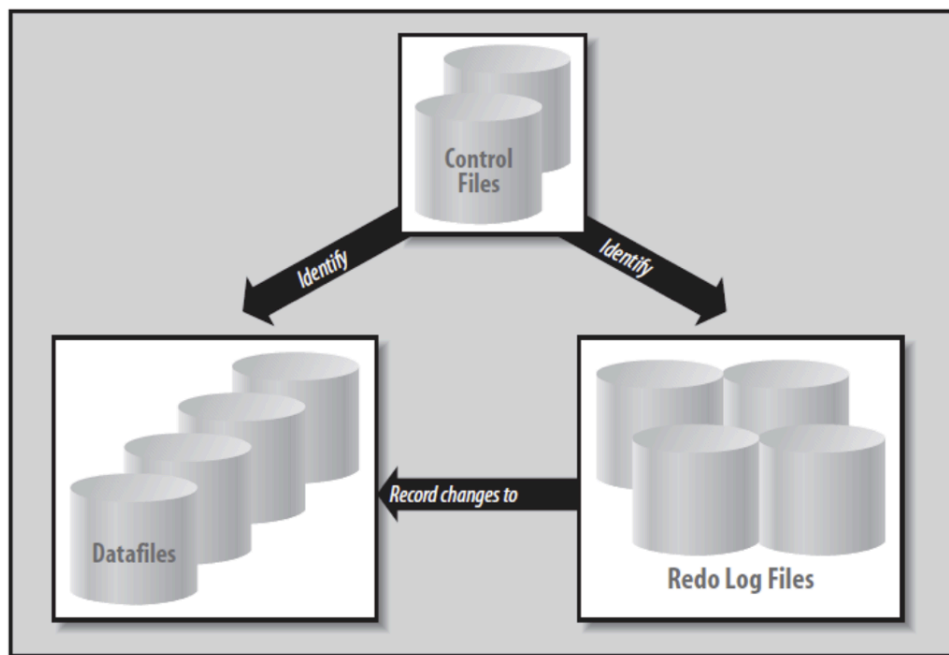 Control
Files
Identify
Identify
Record changes to
Datafiles
Redo Log Files